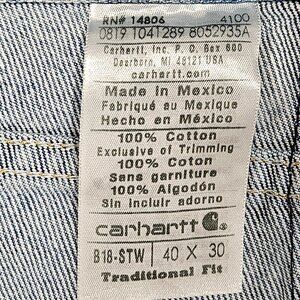 RN# 14806 4100
0819 1041289 8052935A
Carhartt, Inc. P. O. Box 600
Dearborn, MI 48121 USA
carhartt.com
Made in Mexico
Fabriqué au Mexique
Hecho en México
100% Cotton
Exclusive of Trimming
100% Coton
Sans garniture
100% Algodón
Sin incluir adorno
carhartt
B18-STW 40 X 30
Traditional Fit